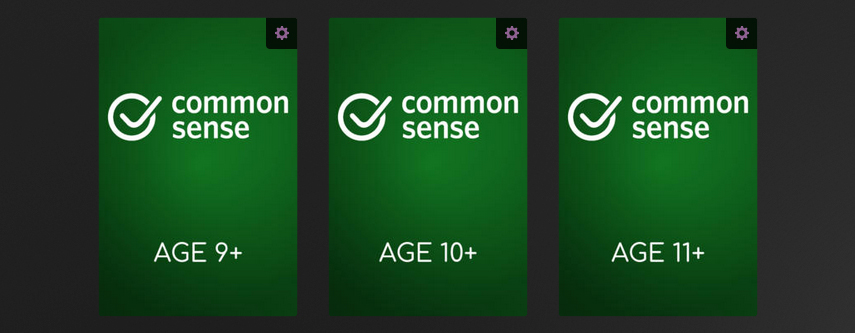 common
sense
AGE 9+
common
sense
AGE 10+
common
sense
AGE 11+